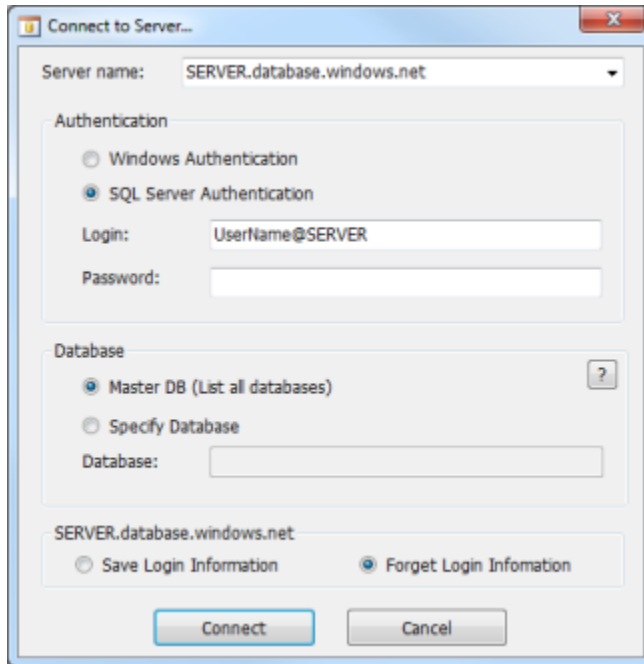 Connect to Server...
Server name: SERVER.database.windows.net
Authentication
Windows Authentication
SQL Server Authentication
Login: UserName@SERVER
Password:
Database
?
Master DB (List all databases)
Specify Database
Database:
SERVER.database.windows.net
Save Login Information Forget Login Infomation
Connect Cancel